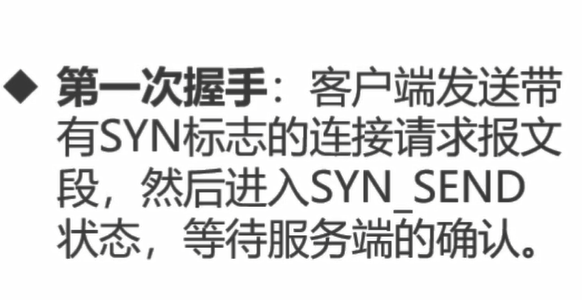 ◆ 第一次握手：客户端发送带
有SYN标志的连接请求报文
段，然后进入SYN_SEND
状态，等待服务端的确认。